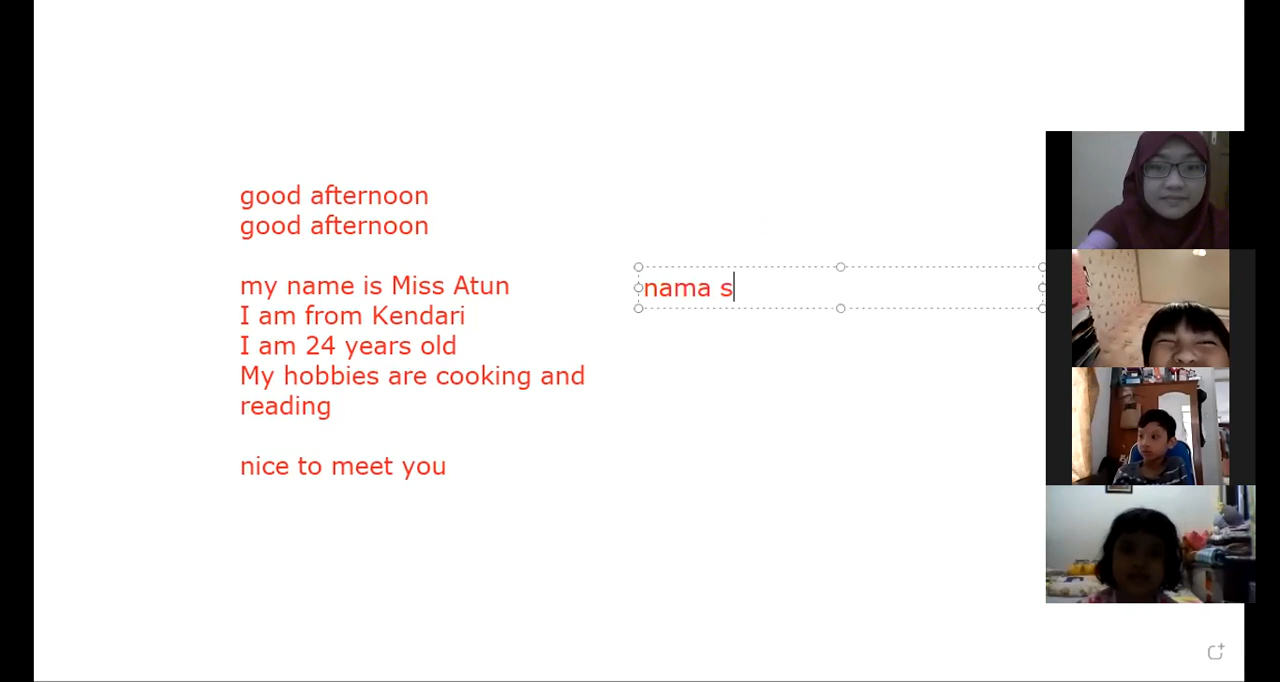 good afternoon
good afternoon
my name is Miss Atun
I am from Kendari
I am 24 years old
My hobbies are cooking and
reading
nice to meet you
nama s